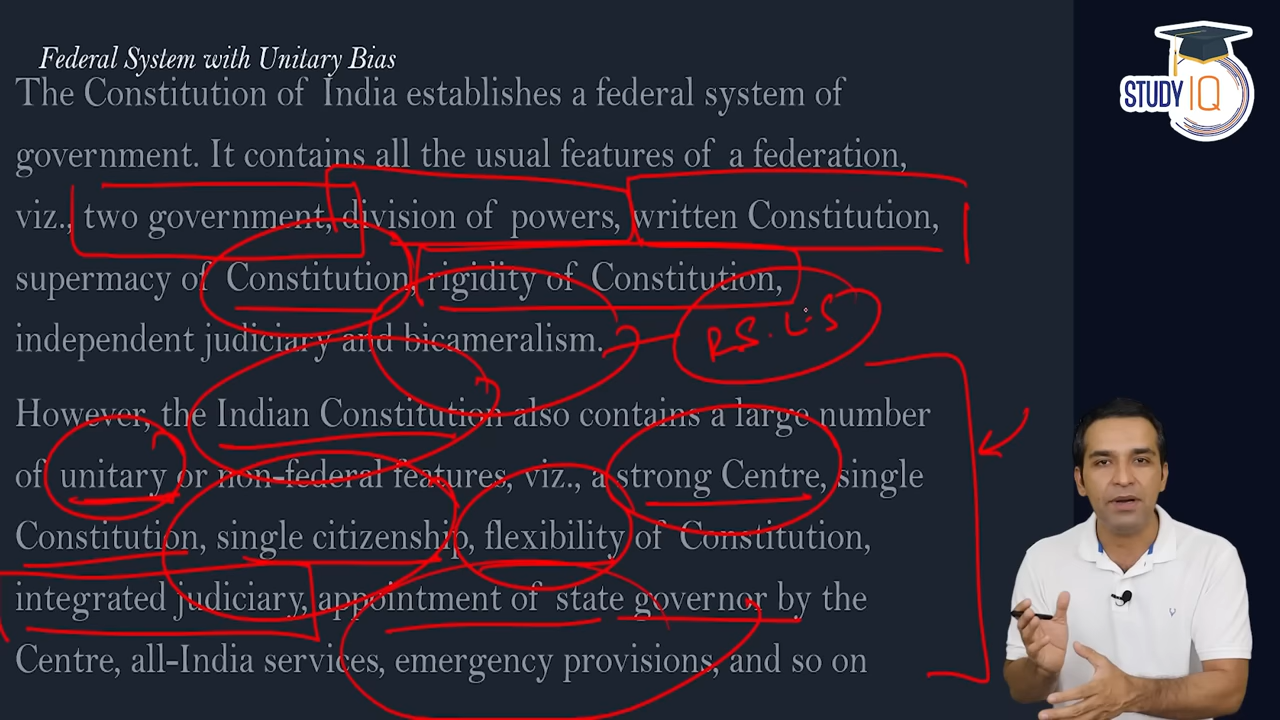 Federal System with Unitary Bias
The Constitution of India establishes a federal system of
government. It contains all the usual features of a federation,
viz., two government, division of powers, written Constitution,
supermacy of Constitution, rigidity of Constitution,
independent judiciary and bicameralism.
R.S. L.S
However, the Indian Constitution also contains a large number
of unitary or non-federal features, viz., a strong Centre, single
Constitution, single citizenship, flexibility of Constitution,
integrated judiciary, appointment of state governor by the
Centre, all-India services, emergency provisions, and so on
STUDY IQ